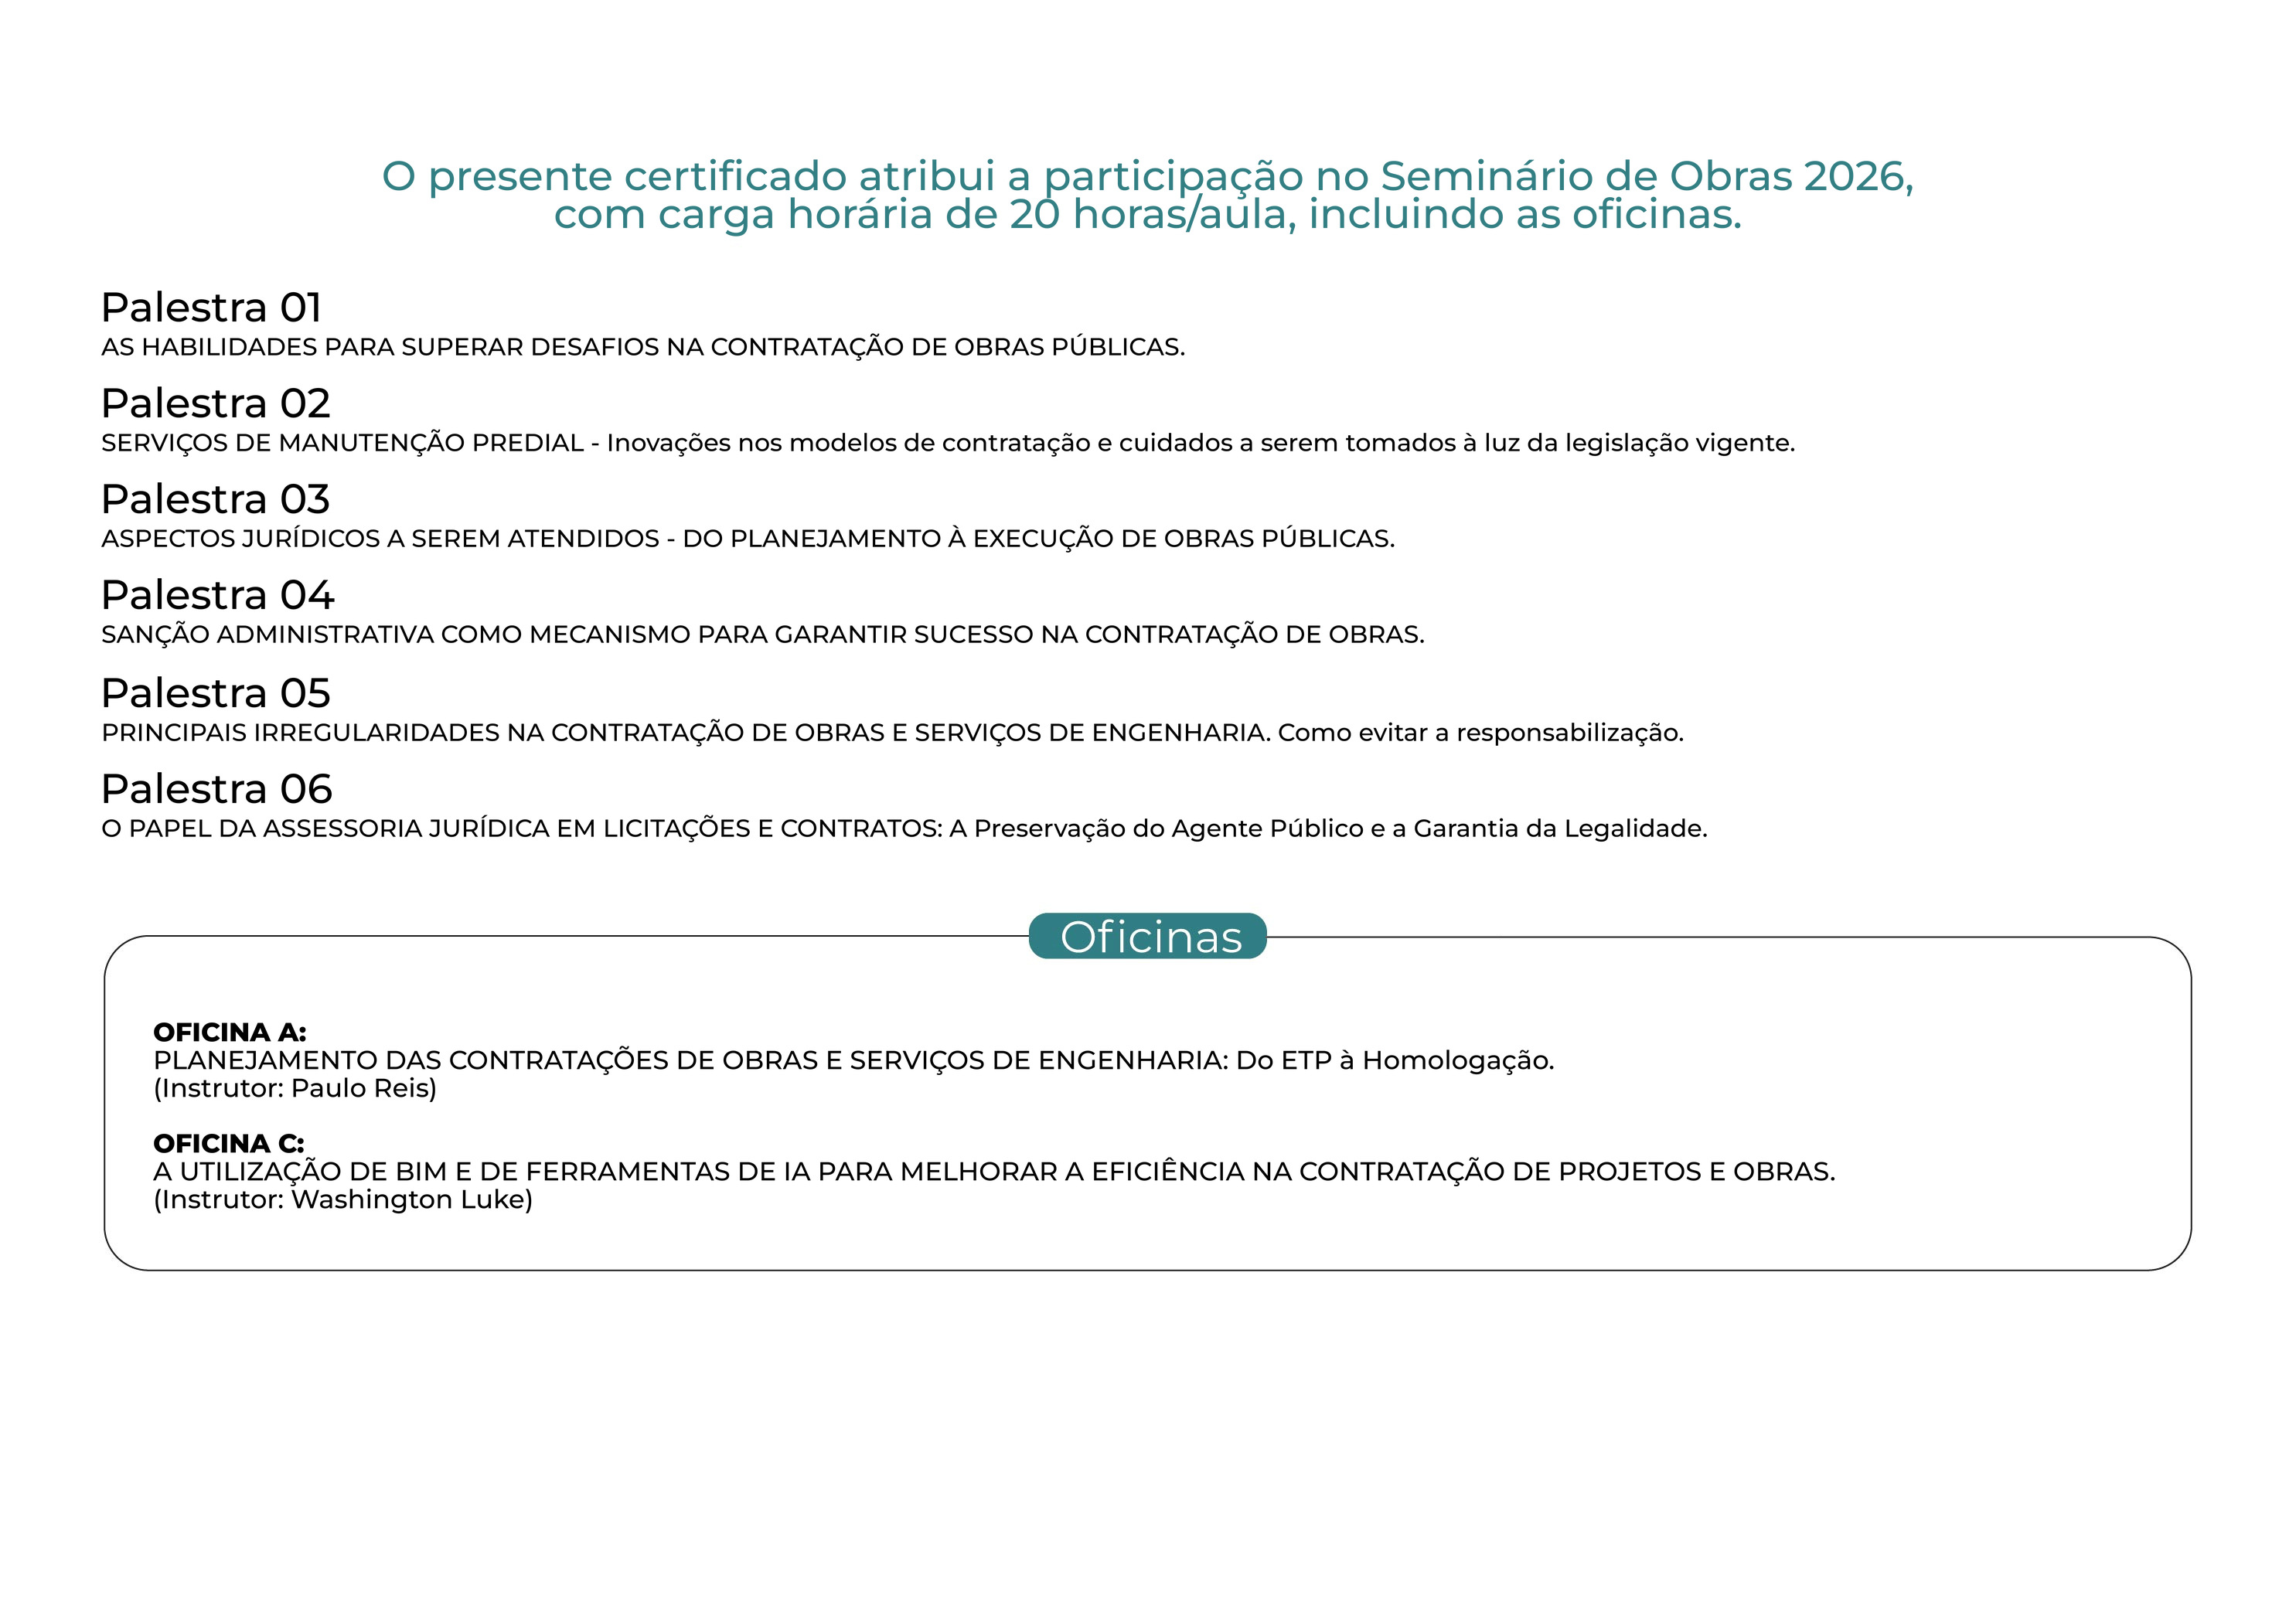 O presente certificado atribui a participação no Seminário de Obras 2026,
com carga horária de 20 horas/aula, incluindo as oficinas.
Palestra 01
AS HABILIDADES PARA SUPERAR DESAFIOS NA CONTRATAÇÃO DE OBRAS PÚBLICAS.
Palestra 02
SERVIÇOS DE MANUTENÇÃO PREDIAL - Inovações nos modelos de contratação e cuidados a serem tomados à luz da legislação vigente.
Palestra 03
ASPECTOS JURÍDICOS A SEREM ATENDIDOS - DO PLANEJAMENTO À EXECUÇÃO DE OBRAS PÚBLICAS.
Palestra 04
SANÇÃO ADMINISTRATIVA COMO MECANISMO PARA GARANTIR SUCESSO NA CONTRATAÇÃO DE OBRAS.
Palestra 05
PRINCIPAIS IRREGULARIDADES NA CONTRATAÇÃO DE OBRAS E SERVIÇOS DE ENGENHARIA. Como evitar a responsabilização.
Palestra 06
O PAPEL DA ASSESSORIA JURÍDICA EM LICITAÇÕES E CONTRATOS: A Preservação do Agente Público e a Garantia da Legalidade.
Oficinas
OFICINA A:
PLANEJAMENTO DAS CONTRATAÇÕES DE OBRAS E SERVIÇOS DE ENGENHARIA: Do ETP à Homologação.
(Instrutor: Paulo Reis)
OFICINA C:
A UTILIZAÇÃO DE BIM E DE FERRAMENTAS DE IA PARA MELHORAR A EFICIÊNCIA NA CONTRATAÇÃO DE PROJETOS E OBRAS.
(Instrutor: Washington Luke)